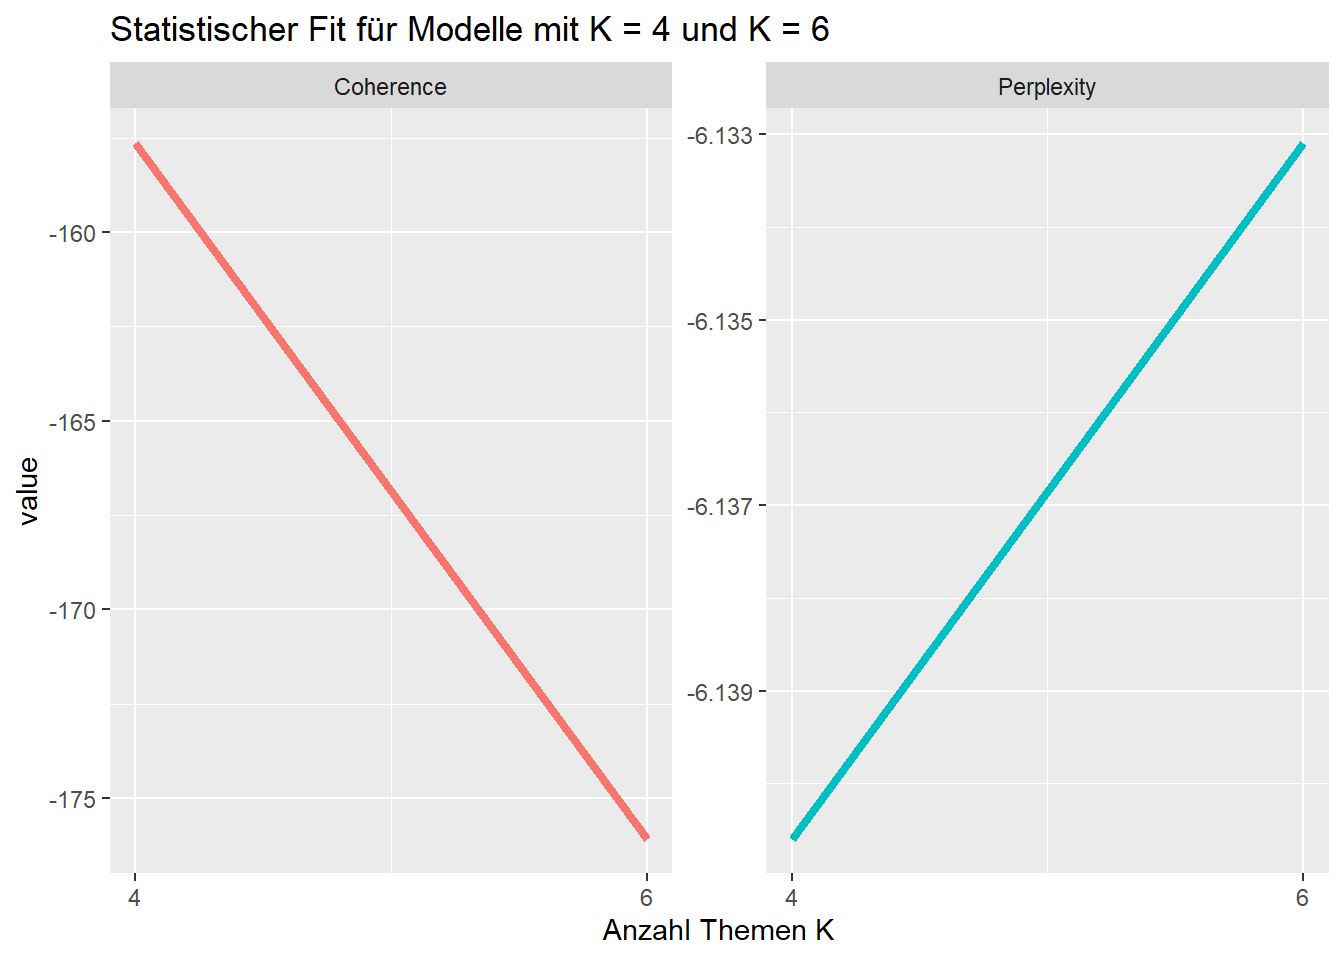 Statistischer Fit für Modelle mit K = 4 und K = 6
Coherence
Perplexity
value
-160
-165
-170
-175
-6.133
-6.135
-6.137
-6.139
4
6
4
6
Anzahl Themen K